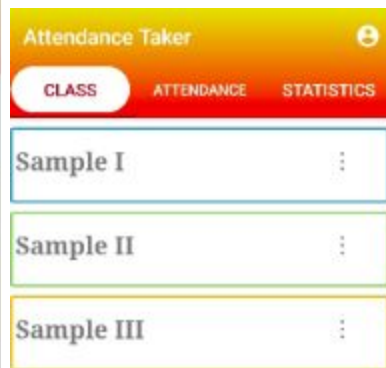 Attendance Taker
CLASS ATTENDANCE STATISTICS
Sample I
Sample II
Sample III